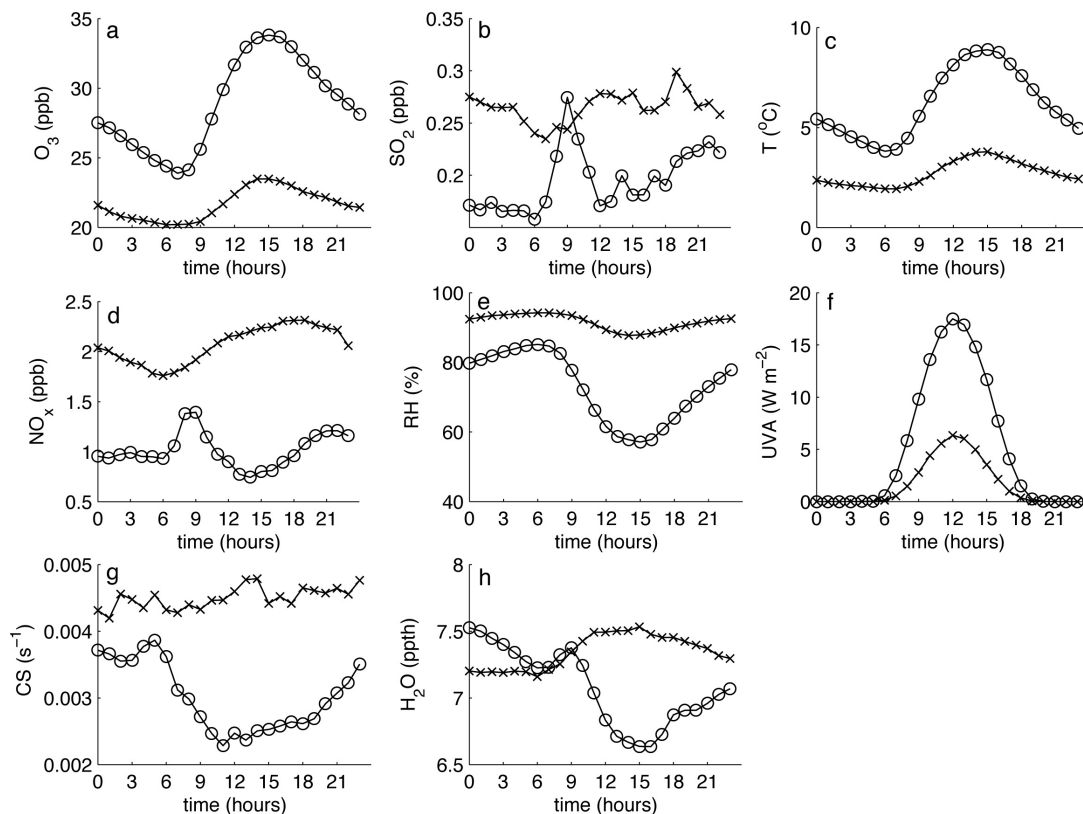 a
O3 (ppb)
35
30
25
20
0 3 6 9 12 15 18 21
time (hours)
b
SO2 (ppb)
0.35
0.3
0.25
0.2
0 3 6 9 12 15 18 21
time (hours)
c
T (°C)
10
5
0
0 3 6 9 12 15 18 21
time (hours)
d
NOx (ppb)
2.5
2
1.5
1
0.5
0 3 6 9 12 15 18 21
time (hours)
e
RH (%)
100
80
60
40
0 3 6 9 12 15 18 21
time (hours)
f
UVA (W m−2)
20
15
10
5
0
0 3 6 9 12 15 18 21
time (hours)
g
CS (s−1)
0.005
0.004
0.003
0.002
0 3 6 9 12 15 18 21
time (hours)
h
H2O (ppth)
8
7.5
7
6.5
0 3 6 9 12 15 18 21
time (hours)